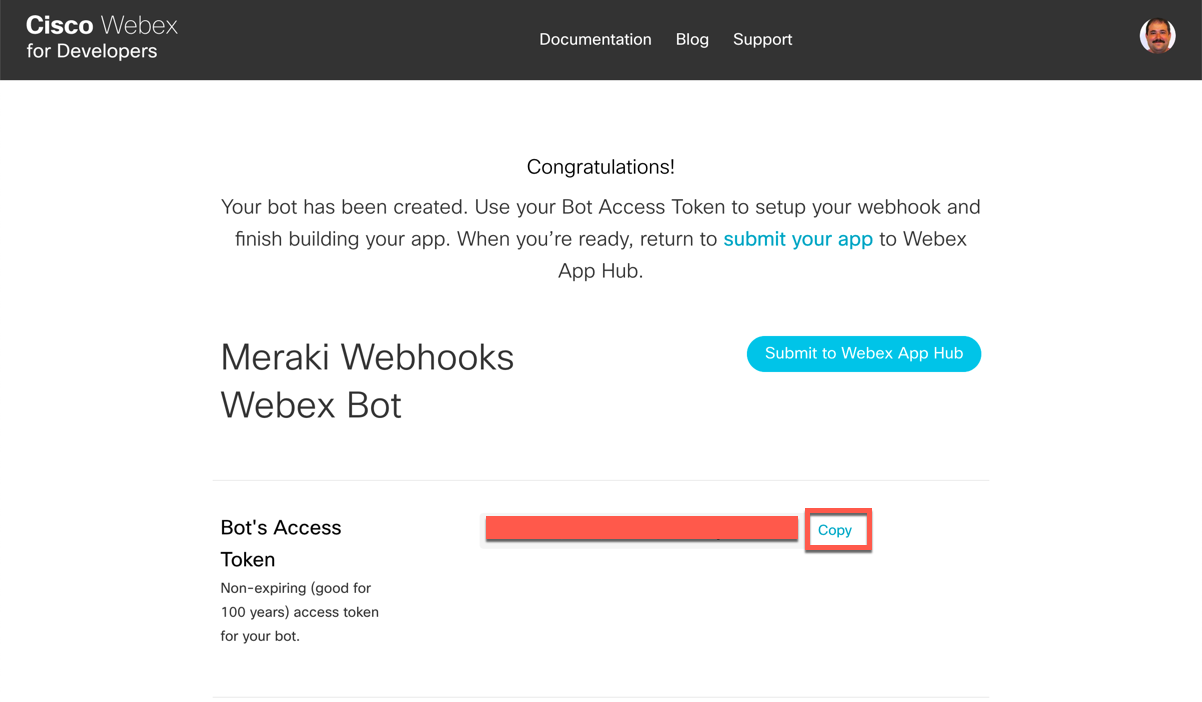 Cisco Webex
for Developers
Documentation Blog Support
Congratulations!
Your bot has been created. Use your Bot Access Token to setup your webhook and
finish building your app. When you’re ready, return to submit your app to Webex
App Hub.
Meraki Webhooks
Webex Bot
Submit to Webex App Hub
Bot's Access
Token
Non-expiring (good for
100 years) access token
for your bot.
Copy